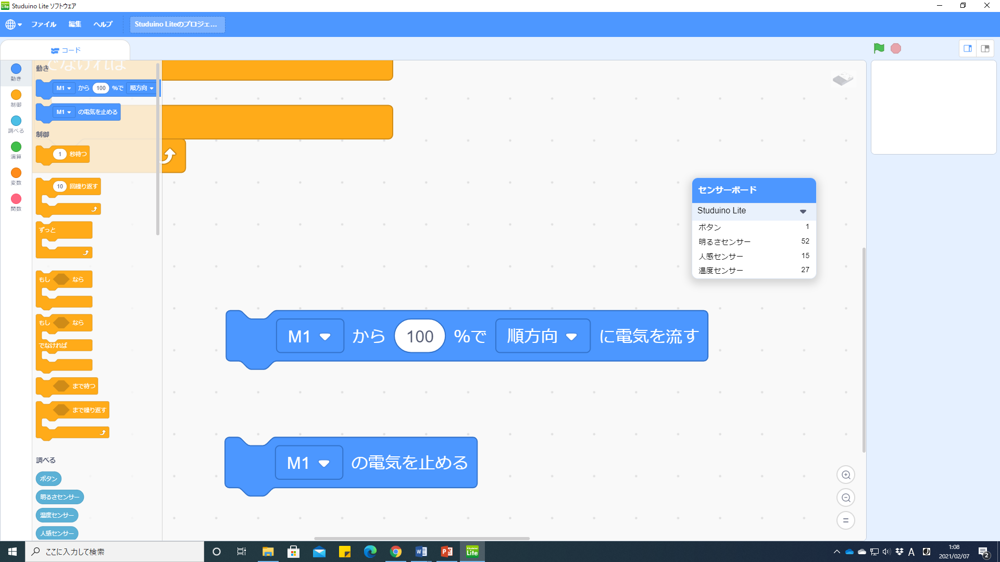 Studuino Lite ソフトウェア
ファイル 編集 ヘルプ Studuino Liteのプロジェ...
コード
動き
制御
調べる
演算
変数
関数
動き
でなければ
M1 から 100 %で 順方向
M1 の電気を止める
制御
1 秒待つ
10 回繰り返す
ずっと
もし なら
もし なら
でなければ
まで待つ
まで繰り返す
調べる
ボタン
明るさセンサー
温度センサー
人感センサー
センサーボード
Studuino Lite
ボタン 1
明るさセンサー 52
人感センサー 15
温度センサー 27
M1 から 100 %で 順方向 に電気を流す
M1 の電気を止める
ここに入力して検索
Studuino
Lite
A
1:08
2021/02/07
2